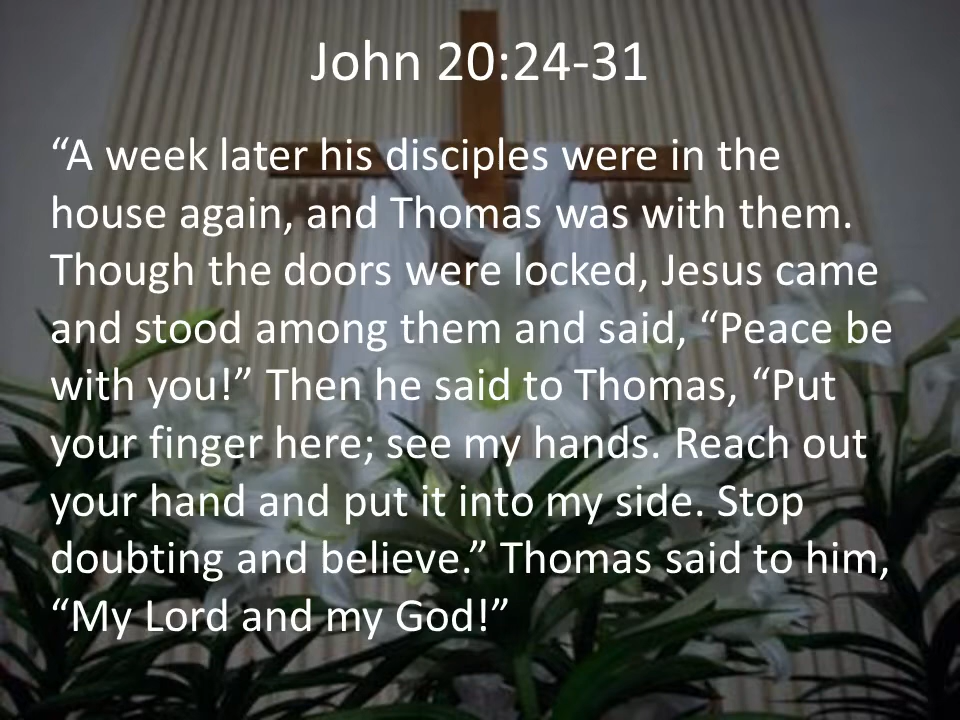 John 20:24-31
“A week later his disciples were in the
house again, and Thomas was with them.
Though the doors were locked, Jesus came
and stood among them and said, “Peace be
with you!” Then he said to Thomas, “Put
your finger here; see my hands. Reach out
your hand and put it into my side. Stop
doubting and believe.” Thomas said to him,
“My Lord and my God!”